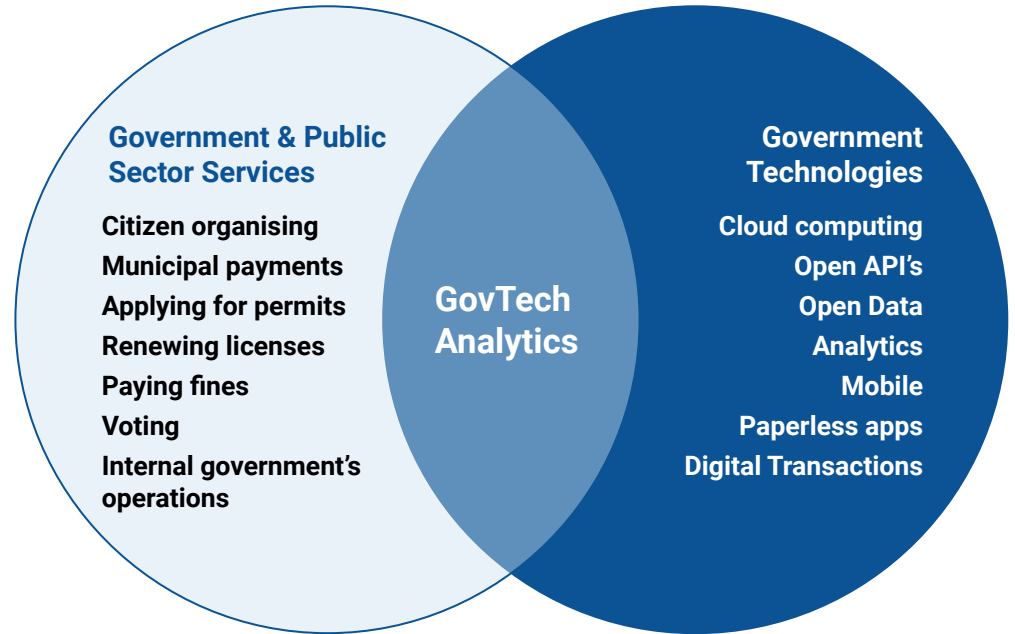 Government & Public
Sector Services
Citizen organising
Municipal payments
Applying for permits
Renewing licenses
Paying fines
Voting
Internal government’s
operations
GovTech
Analytics
Government
Technologies
Cloud computing
Open API’s
Open Data
Analytics
Mobile
Paperless apps
Digital Transactions